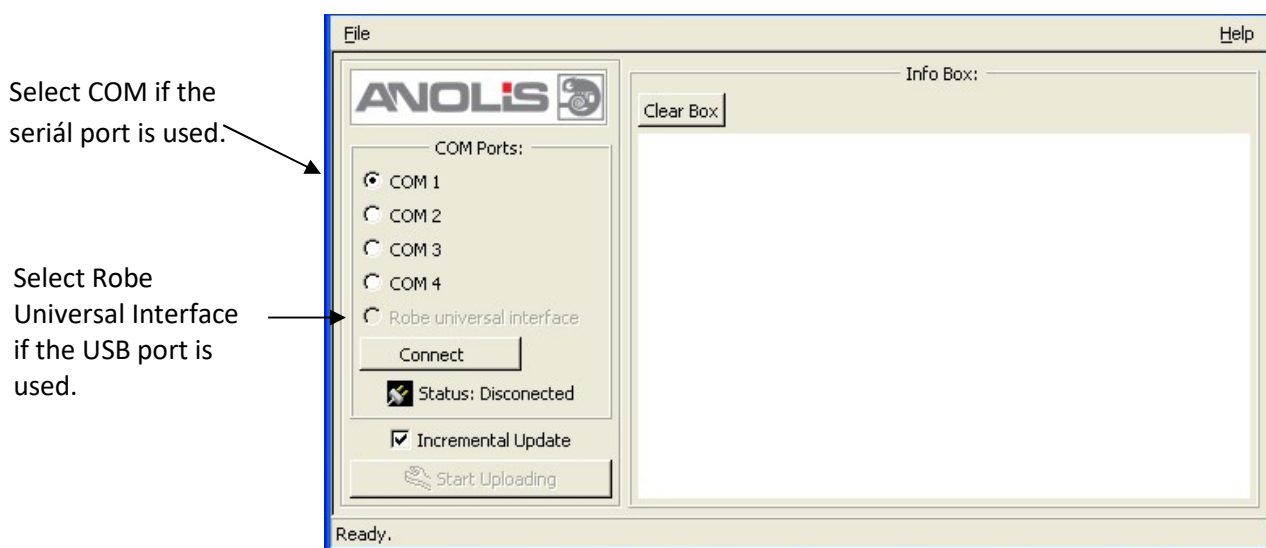 File
Help
Select COM if the
seriál port is used.
ANOLiS
COM Ports:
COM 1
COM 2
COM 3
COM 4
Robe universal interface
Connect
Status: Disconected
Incremental Update
Start Uploading
Select Robe
Universal Interface
if the USB port is
used.
Info Box:
Clear Box
Ready.